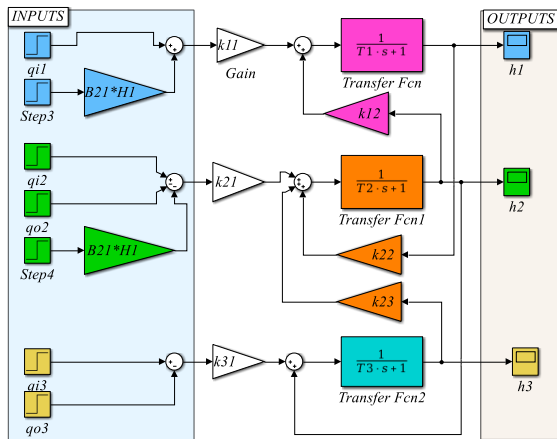 INPUTS
OUTPUTS
qi1
k11
Gain
1
T1·s+1
Transfer Fcn
h1
Step3
B21*H1
k12
qi2
qo2
k21
1
T2·s+1
Transfer Fcn1
h2
Step4
B21*H1
k22
k23
qi3
qo3
k31
1
T3·s+1
Transfer Fcn2
h3